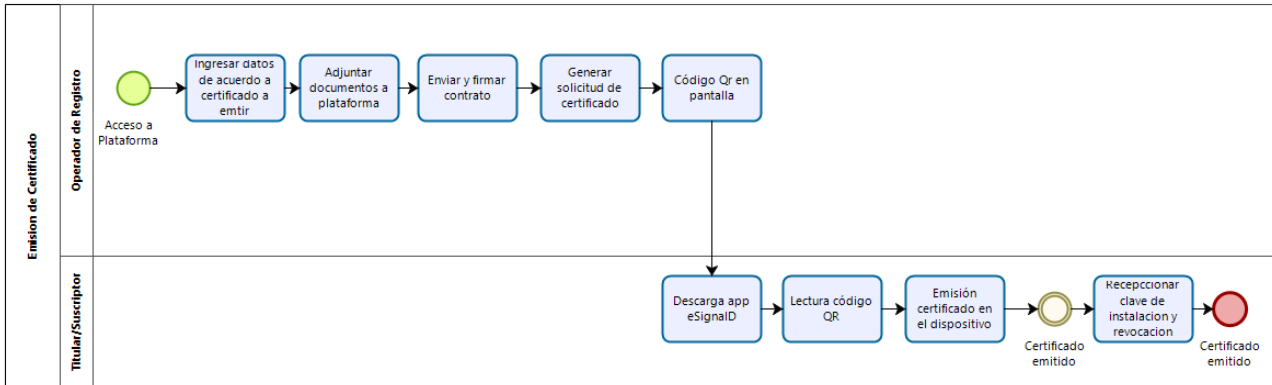 Emision de Certificado
Operador de Registro
Acceso a
Plataforma
Ingresar datos
de acuerdo a
certificado a
emtir
Adjuntar
documentos a
plataforma
Enviar y firmar
contrato
Generar
solicitud de
certificado
Código Qr en
pantalla
Titular/Suscriptor
Descarga app
eSignaID
Lectura código
QR
Emisión
certificado en
el dispositivo
Certificado
emitido
Recepccionar
clave de
instalacion y
revocacion
Certificado
emitido